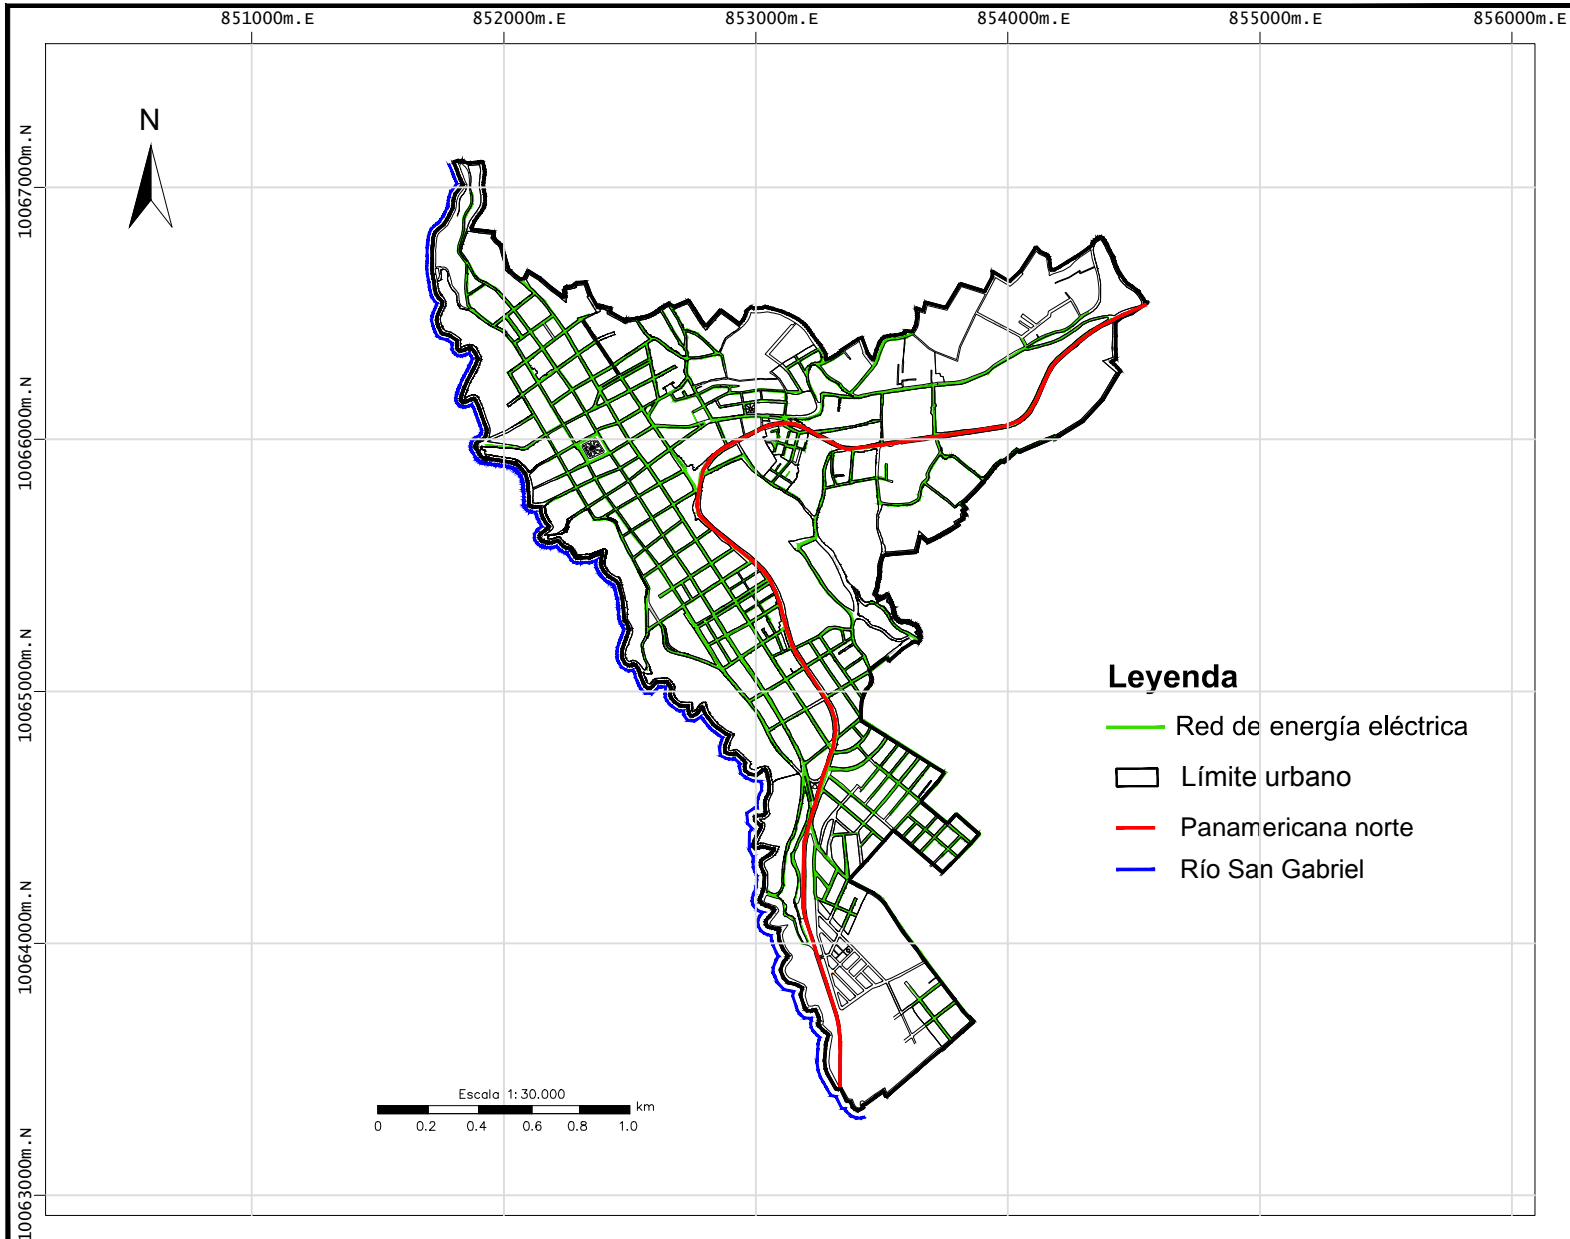 851000m.E 852000m.E 853000m.E 854000m.E 855000m.E 856000m.E
N
10067000m.N
10066000m.N
10065000m.N
10064000m.N
10063000m.N
Leyenda
Red de energía eléctrica
Límite urbano
Panamericana norte
Río San Gabriel
Escala 1:30.000
km
0 0.2 0.4 0.6 0.8 1.0